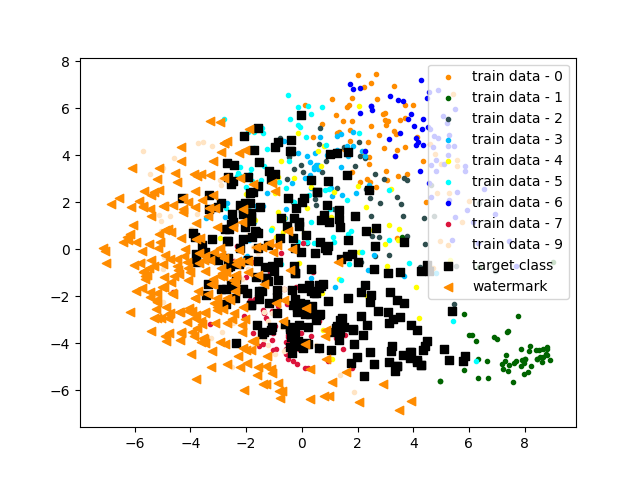 8
6
4
2
0
−2
−4
−6
−6
−4
−2
0
2
4
6
8
train data - 0
train data - 1
train data - 2
train data - 3
train data - 4
train data - 5
train data - 6
train data - 7
train data - 9
target class
watermark